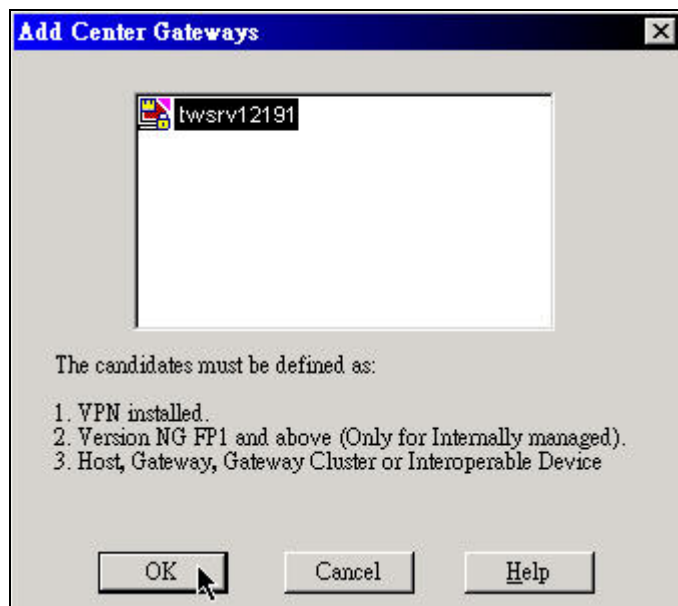 Add Center Gateways
twsrv12191
The candidates must be defined as:
1. VPN installed.
2. Version NG FP1 and above (Only for Internally managed).
3. Host, Gateway, Gateway Cluster or Interoperable Device
OK
Cancel
Help